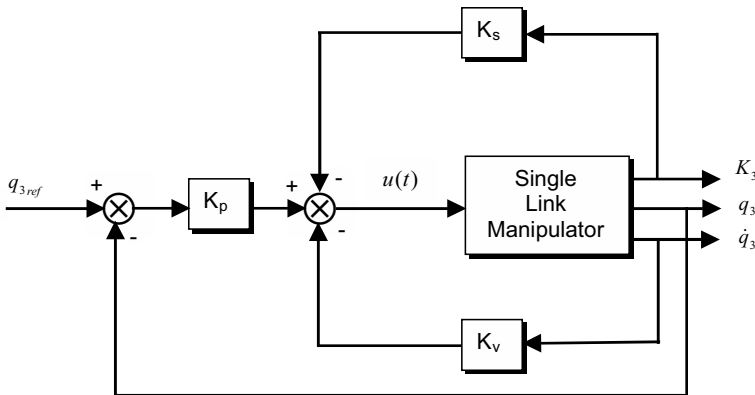 Kₛ
q₃ref
+
-
Kₚ
+
-
-
u(t)
Single
Link
Manipulator
K₃
q₃
q̇₃
Kᵥ